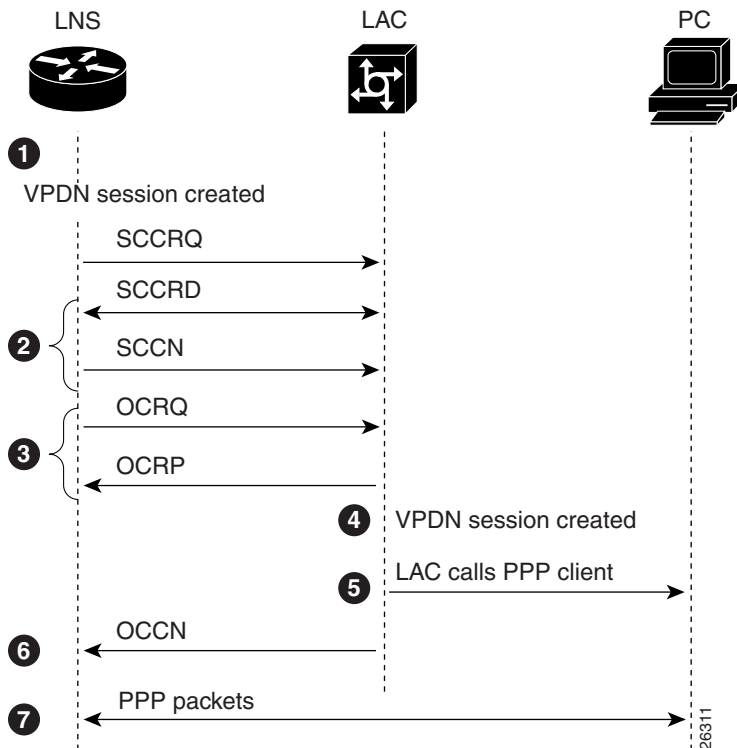 LNS LAC PC
1
VPDN session created
SCCRQ
SCCRD
2
SCCN
OCRQ
3
OCRP
4 VPDN session created
LAC calls PPP client
5
OCCN
6
PPP packets
7
26311